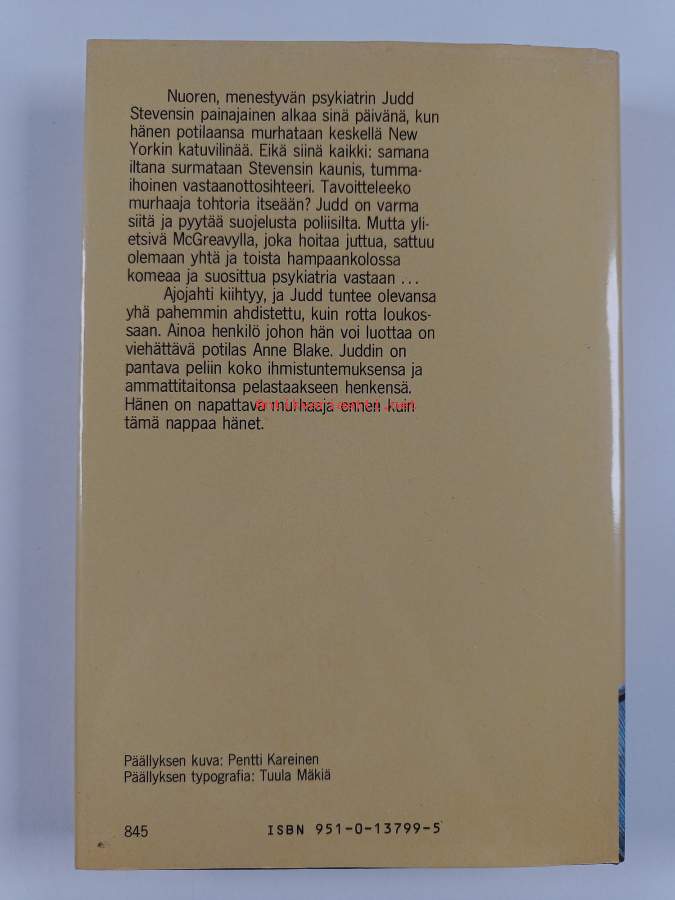 Nuoren, menestyvän psykiatrin Judd
Stevensin painajainen alkaa sinä päivänä, kun
hänen potilaansa murhataan keskellä New
Yorkin katuvilinää. Eikä siinä kaikki: samana
iltana surmataan Stevensin kaunis, tumma-
ihoinen vastaanottosihteeri. Tavoitteleeko
murhaaja tohtoria itseään? Judd on varma
siitä ja pyytää suojelusta poliisilta. Mutta yli-
etsivä McGreavylla, joka hoitaa juttua, sattuu
olemaan yhtä ja toista hampaankolossa
komeaa ja suosittua psykiatria vastaan ...
Ajojahti kiihtyy, ja Judd tuntee olevansa
yhä pahemmin ahdistettu, kuin rotta loukos-
saan. Ainoa henkilö johon hän voi luottaa on
viehättävä potilas Anne Blake. Juddin on
pantava peliin koko ihmistuntemuksensa ja
ammattitaitonsa pelastaakseen henkensä.
Hänen on napattava murhaaja ennen kuin
tämä nappaa hänet.
Päällyksen kuva: Pentti Kareinen
Päällyksen typografia: Tuula Mäkiä
845 ISBN 951-0-13799-5